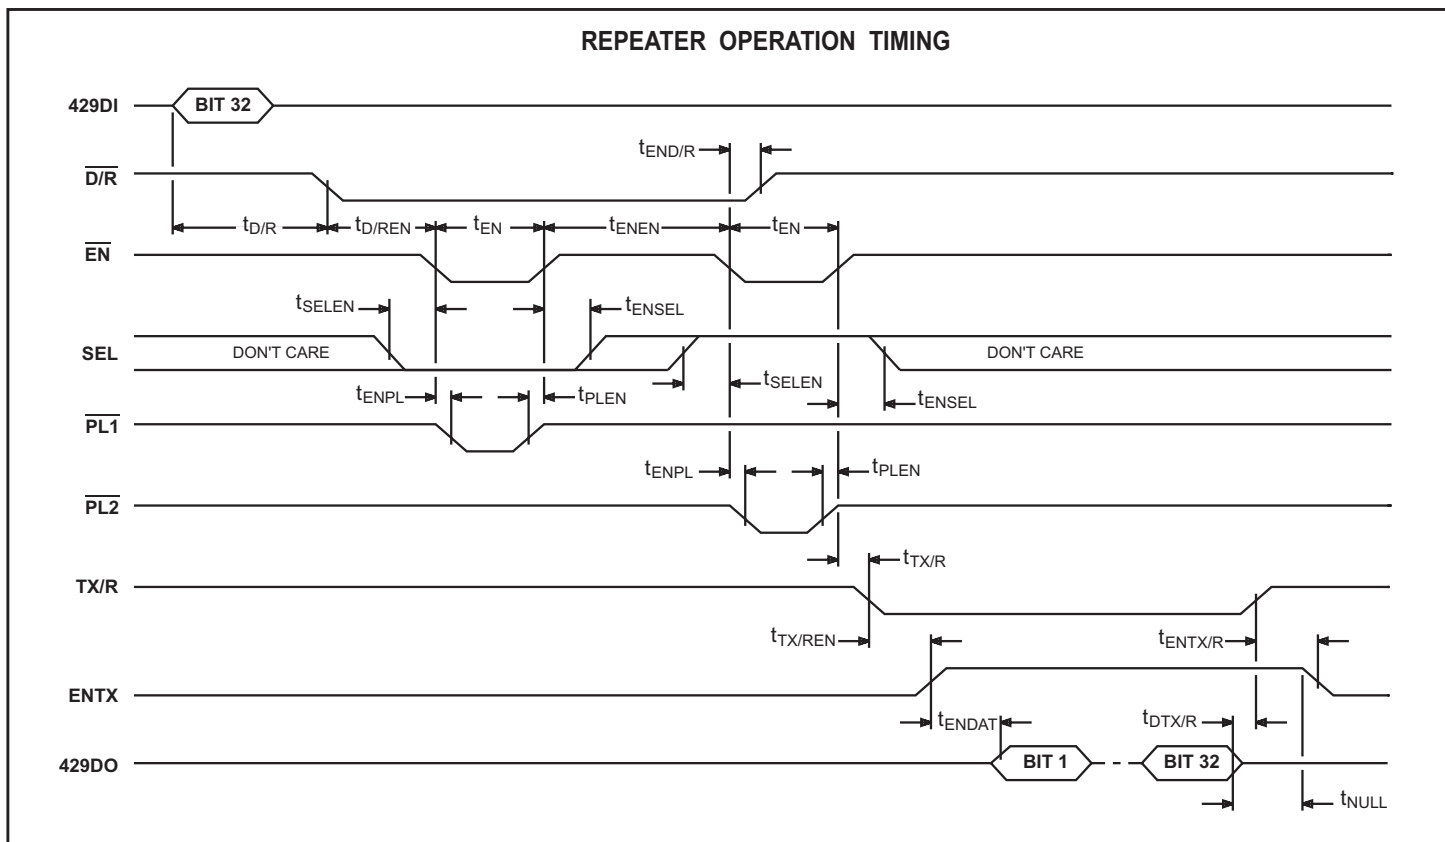 REPEATER OPERATION TIMING
429DI
BIT 32
tEND/R
D/R
tD/R
tD/REN
tEN
tENEN
tEN
EN
tSELEN
tENSEL
SEL
DON'T CARE
DON'T CARE
tSELEN
tENPL
tPLEN
tENSEL
PL1
tENPL
tPLEN
PL2
tTX/R
TX/R
tTX/REN
tENTX/R
ENTX
tENDAT
tDTX/R
429DO
BIT 1
BIT 32
tNULL